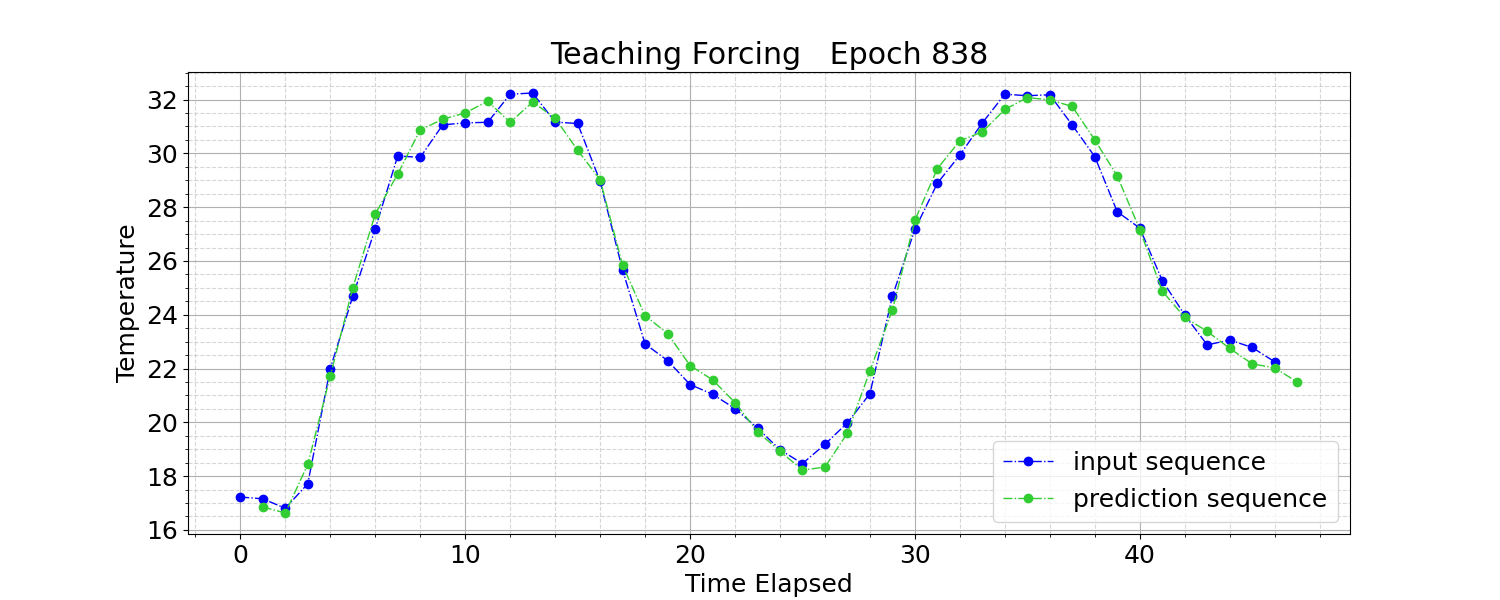 Teaching Forcing   Epoch 838
32
30
28
26
24
22
20
18
16
Temperature
input sequence
prediction sequence
0 10 20 30 40
Time Elapsed